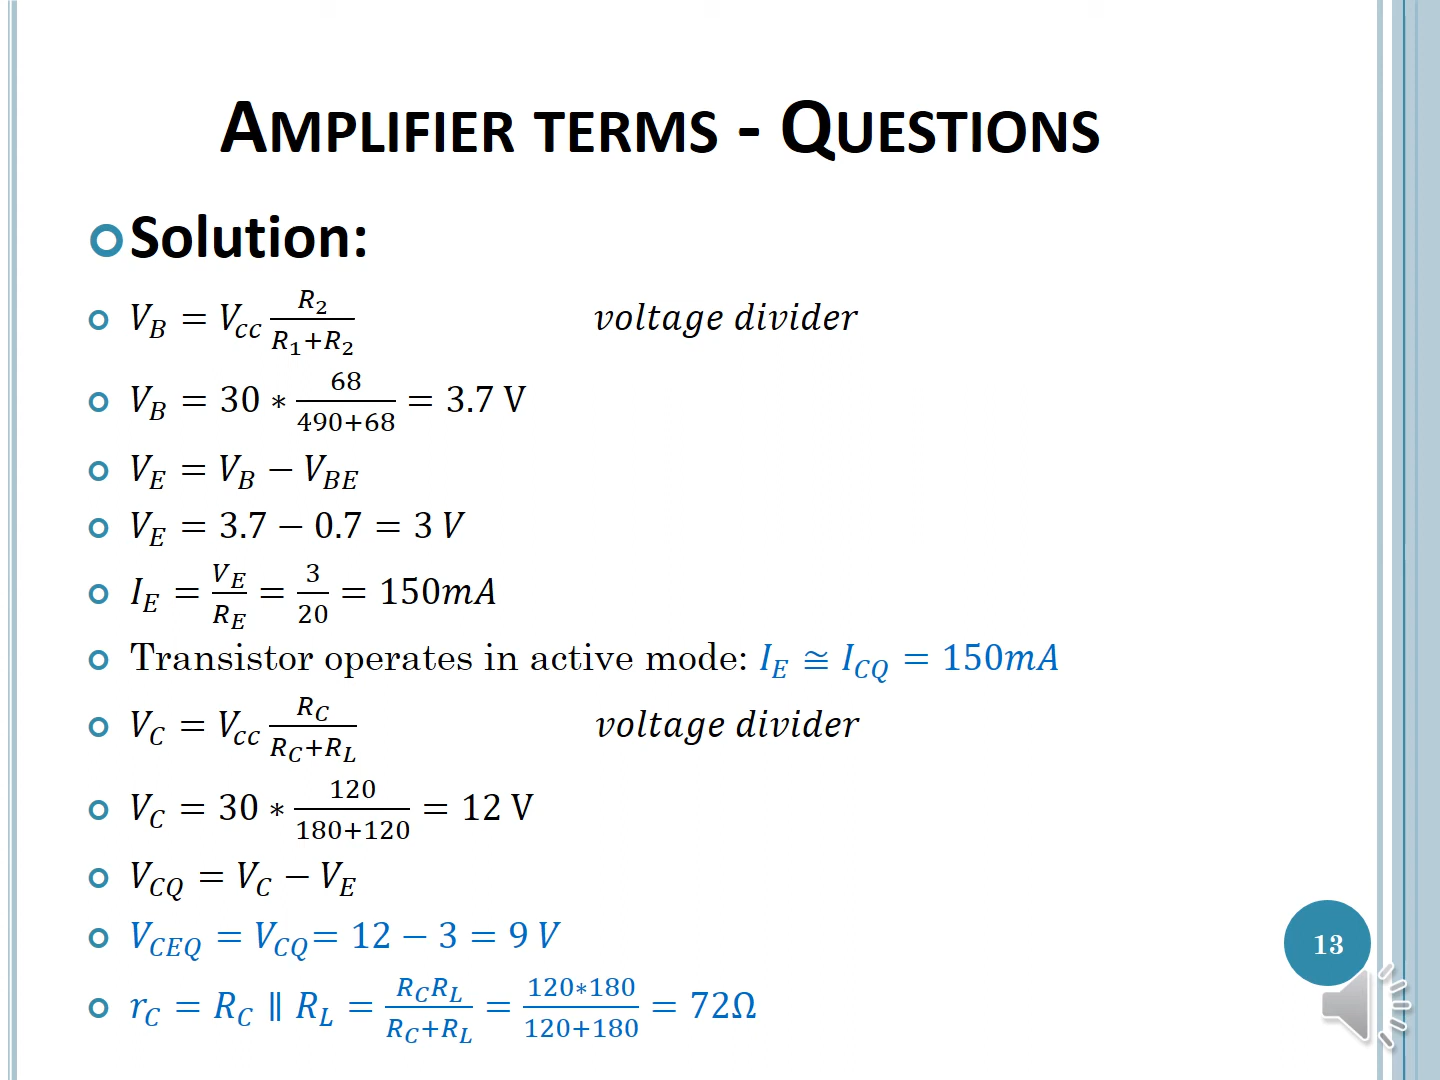 AMPLIFIER TERMS - QUESTIONS
Solution:
V_B = V_cc R_2/(R_1+R_2) voltage divider
V_B = 30 * 68/(490+68) = 3.7 V
V_E = V_B − V_BE
V_E = 3.7 − 0.7 = 3 V
I_E = V_E/R_E = 3/20 = 150mA
Transistor operates in active mode: I_E ≅ I_CQ = 150mA
V_C = V_cc R_C/(R_C+R_L) voltage divider
V_C = 30 * 120/(180+120) = 12 V
V_CQ = V_C − V_E
V_CEQ = V_CQ = 12 − 3 = 9 V
r_C = R_C ∥ R_L = R_C R_L/(R_C+R_L) = 120*180/(120+180) = 72Ω
13